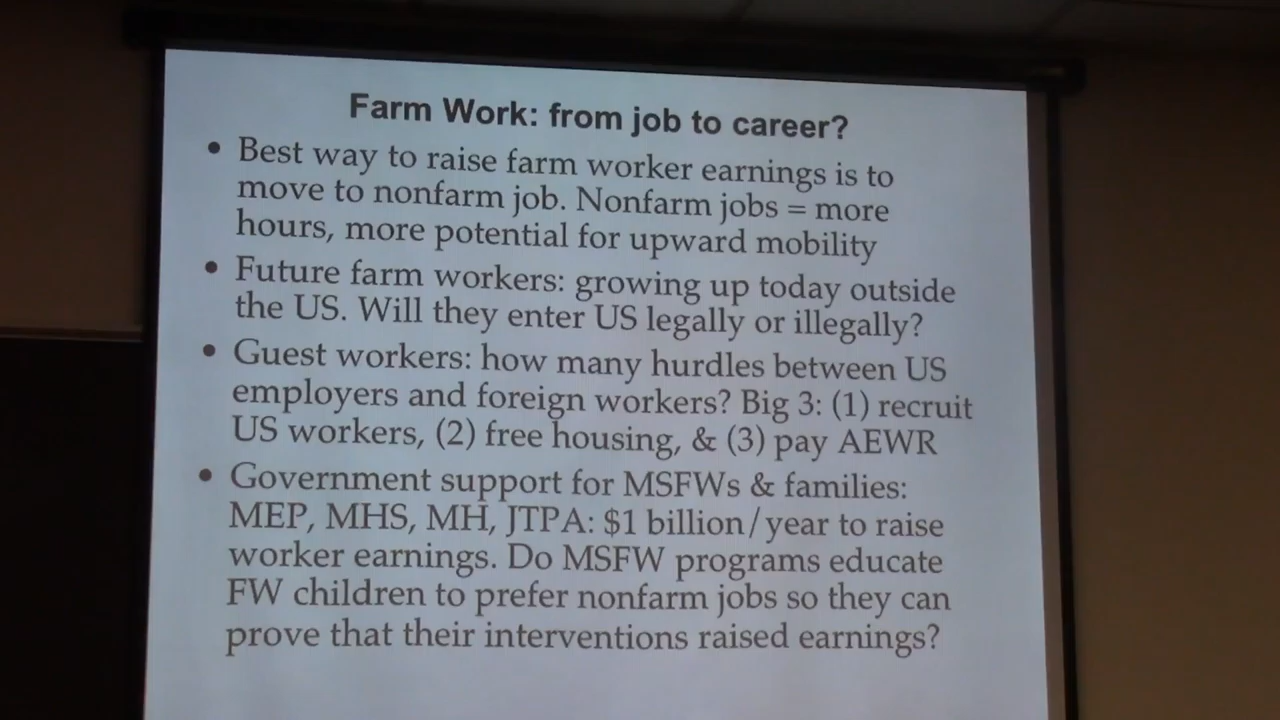 Farm Work: from job to career?
• Best way to raise farm worker earnings is to
move to nonfarm job. Nonfarm jobs = more
hours, more potential for upward mobility
• Future farm workers: growing up today outside
the US. Will they enter US legally or illegally?
• Guest workers: how many hurdles between US
employers and foreign workers? Big 3: (1) recruit
US workers, (2) free housing, & (3) pay AEWR
• Government support for MSFWs & families:
MEP, MHS, MH, JTPA: $1 billion/year to raise
worker earnings. Do MSFW programs educate
FW children to prefer nonfarm jobs so they can
prove that their interventions raised earnings?